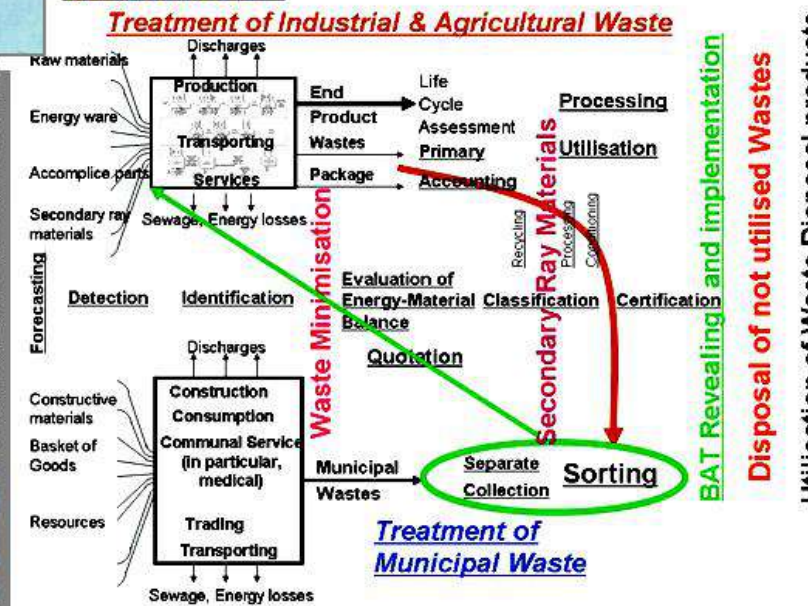 Treatment of Industrial & Agricultural Waste
Discharges
Raw materials
Energy ware
Accomplice parts
Secondary ray
materials
Production
Transporting
Services
End
Product
Wastes
Package
Life
Cycle
Assessment
Primary
Accounting
Processing
Utilisation
Recycling
Processing
Conditioning
Sewage, Energy losses
Forecasting
Detection
Identification
Evaluation of
Energy-Material
Balance
Classification
Certification
Quotation
Waste Minimisation
Secondary Ray Materials
BAT Revealing and implementation
Disposal of not utilised Wastes
Discharges
Constructive
materials
Basket of
Goods
Resources
Construction
Consumption
Communal Service
(in particular,
medical)
Trading
Transporting
Municipal
Wastes
Separate
Collection
Sorting
Sewage, Energy losses
Treatment of
Municipal Waste